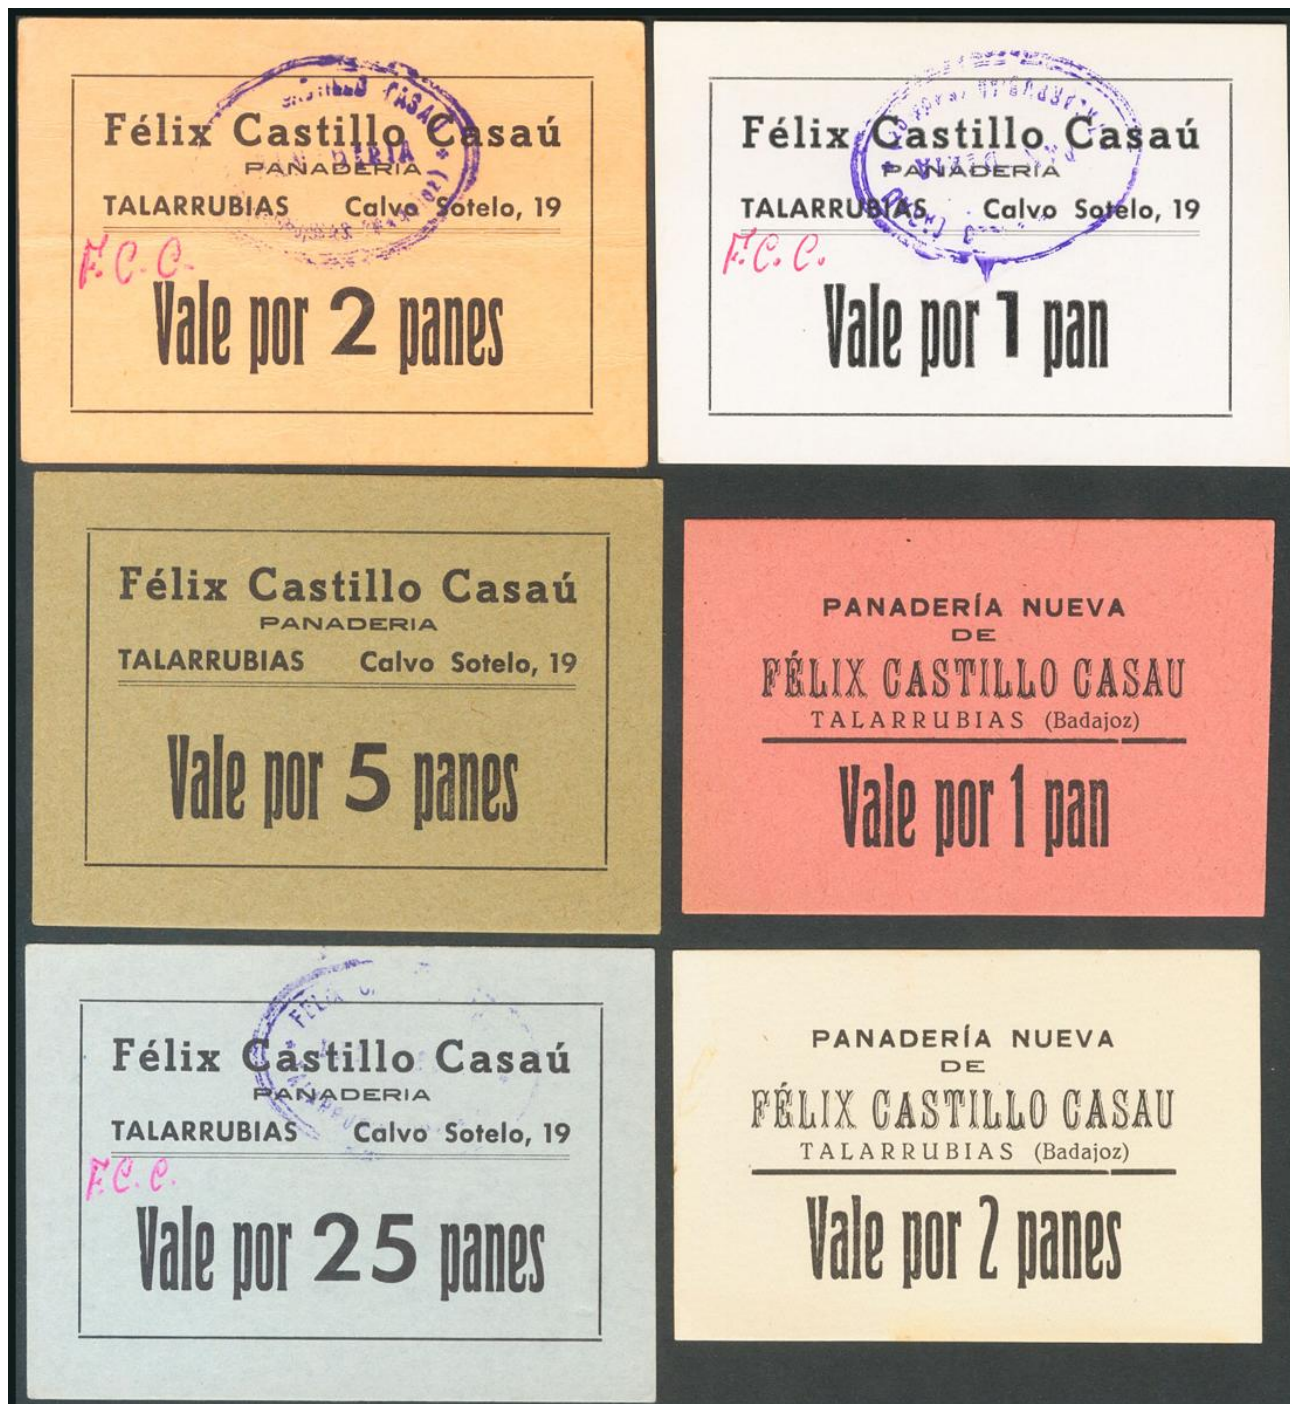 Félix Castillo Casaú
PANADERIA
TALARRUBIAS Calvo Sotelo, 19
F.C.C.
Vale por 2 panes
CASTILLO CASAU
Félix Castillo Casaú
PANADERIA
TALARRUBIAS Calvo Sotelo, 19
F.C.C.
Vale por 1 pan
Félix Castillo Casaú
PANADERIA
TALARRUBIAS Calvo Sotelo, 19
Vale por 5 panes
PANADERÍA NUEVA
DE
FÉLIX CASTILLO CASAU
TALARRUBIAS (Badajoz)
Vale por 1 pan
FELIX
Félix Castillo Casaú
PANADERIA
TALARRUBIAS Calvo Sotelo, 19
F.C.C.
Vale por 25 panes
PANADERÍA NUEVA
DE
FÉLIX CASTILLO CASAU
TALARRUBIAS (Badajoz)
Vale por 2 panes